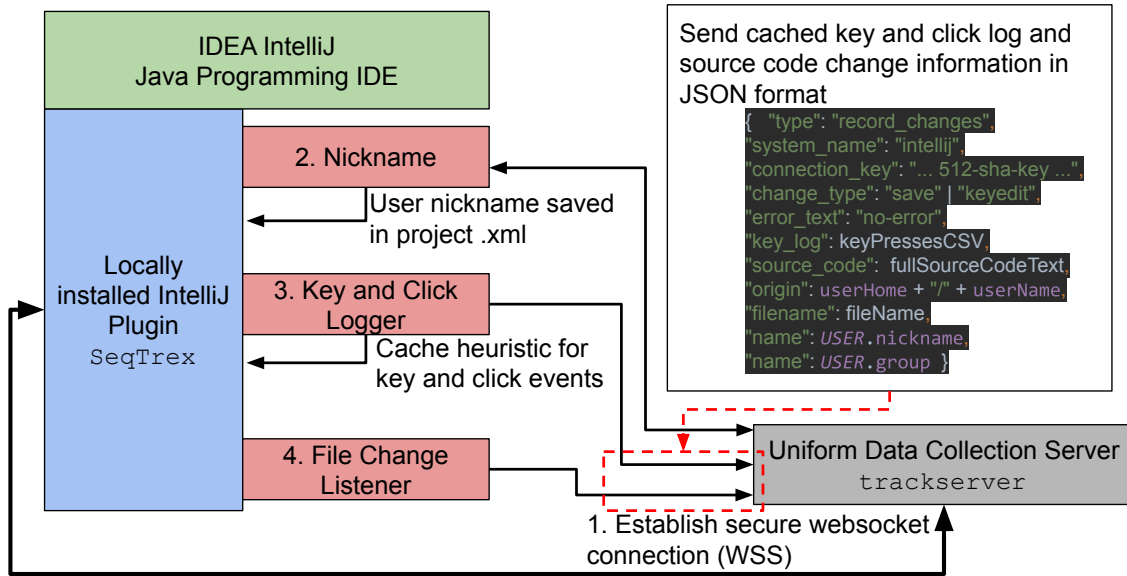 IDEA IntelliJ
Java Programming IDE
Send cached key and click log and
source code change information in
JSON format
{ "type": "record_changes",
"system_name": "intellij",
"connection_key": "... 512-sha-key ...",
"change_type": "save" | "keyedit",
"error_text": "no-error",
"key_log": keyPressesCSV,
"source_code": fullSourceCodeText,
"origin": userHome + "/" + userName,
"filename": fileName,
"name": USER.nickname,
"name": USER.group }
2. Nickname
User nickname saved
in project .xml
Locally
installed IntelliJ
Plugin
SeqTrex
3. Key and Click
Logger
Cache heuristic for
key and click events
4. File Change
Listener
Uniform Data Collection Server
trackserver
1. Establish secure websocket
connection (WSS)